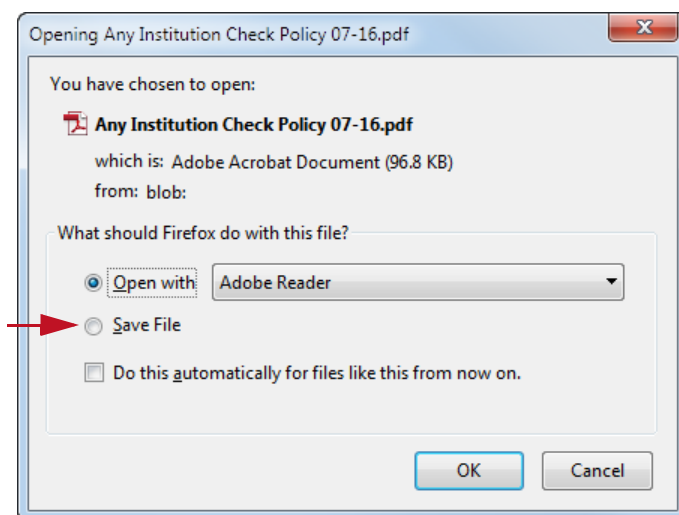 Opening Any Institution Check Policy 07-16.pdf
You have chosen to open:
Any Institution Check Policy 07-16.pdf
which is: Adobe Acrobat Document (96.8 KB)
from: blob:
What should Firefox do with this file?
Open with Adobe Reader
Save File
Do this automatically for files like this from now on.
OK Cancel